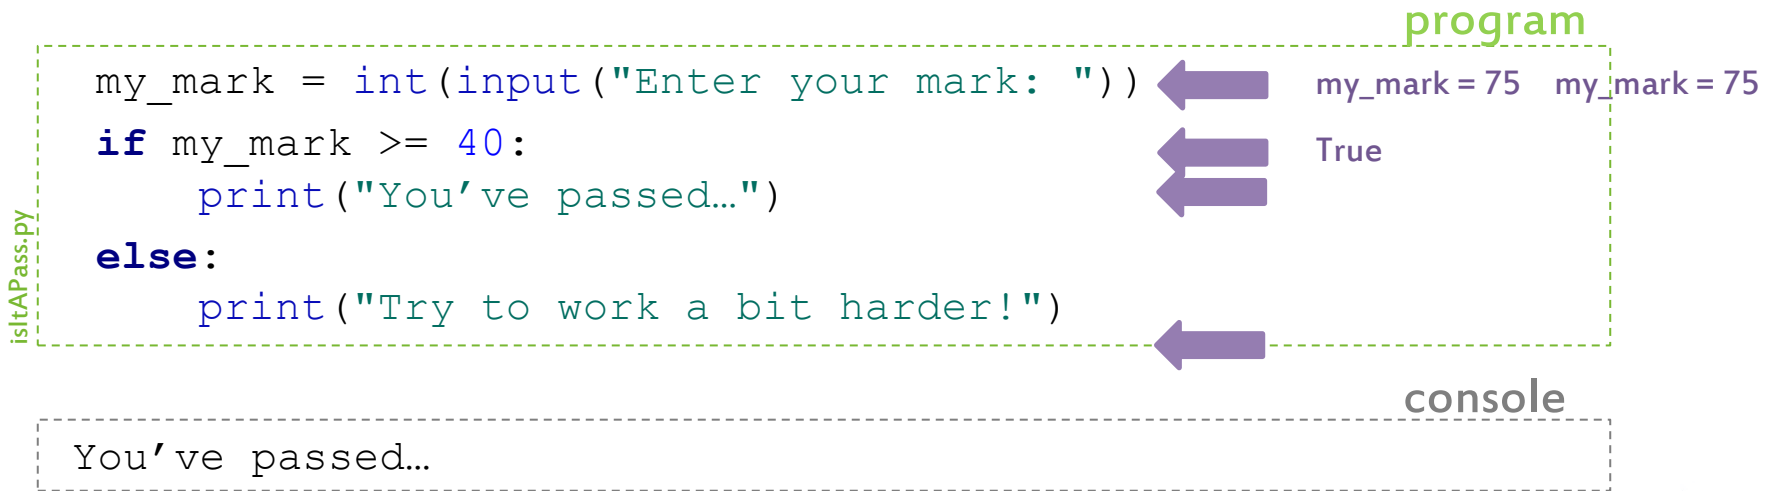 program
my_mark = int(input("Enter your mark: ")) my_mark = 75 my_mark = 75
if my_mark >= 40: True
print("You’ve passed…")
else:
print("Try to work a bit harder!")
isItAPass.py
console
You’ve passed…